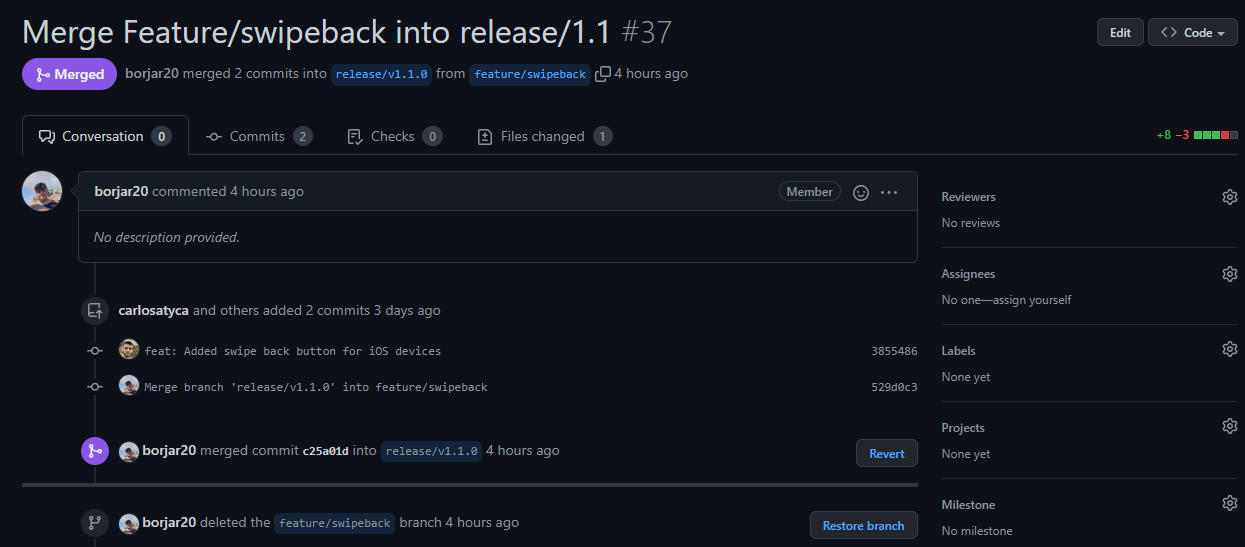 Merge Feature/swipeback into release/1.1 #37
Edit
Code
Merged
borjar20 merged 2 commits into release/v1.1.0 from feature/swipeback 4 hours ago
Conversation 0
Commits 2
Checks 0
Files changed 1
+8 −3
borjar20 commented 4 hours ago
Member
No description provided.
carlosatyca and others added 2 commits 3 days ago
feat: Added swipe back button for iOS devices 3855486
Merge branch 'release/v1.1.0' into feature/swipeback 529d0c3
borjar20 merged commit c25a01d into release/v1.1.0 4 hours ago
Revert
borjar20 deleted the feature/swipeback branch 4 hours ago
Restore branch
Reviewers
No reviews
Assignees
No one—assign yourself
Labels
None yet
Projects
None yet
Milestone
No milestone